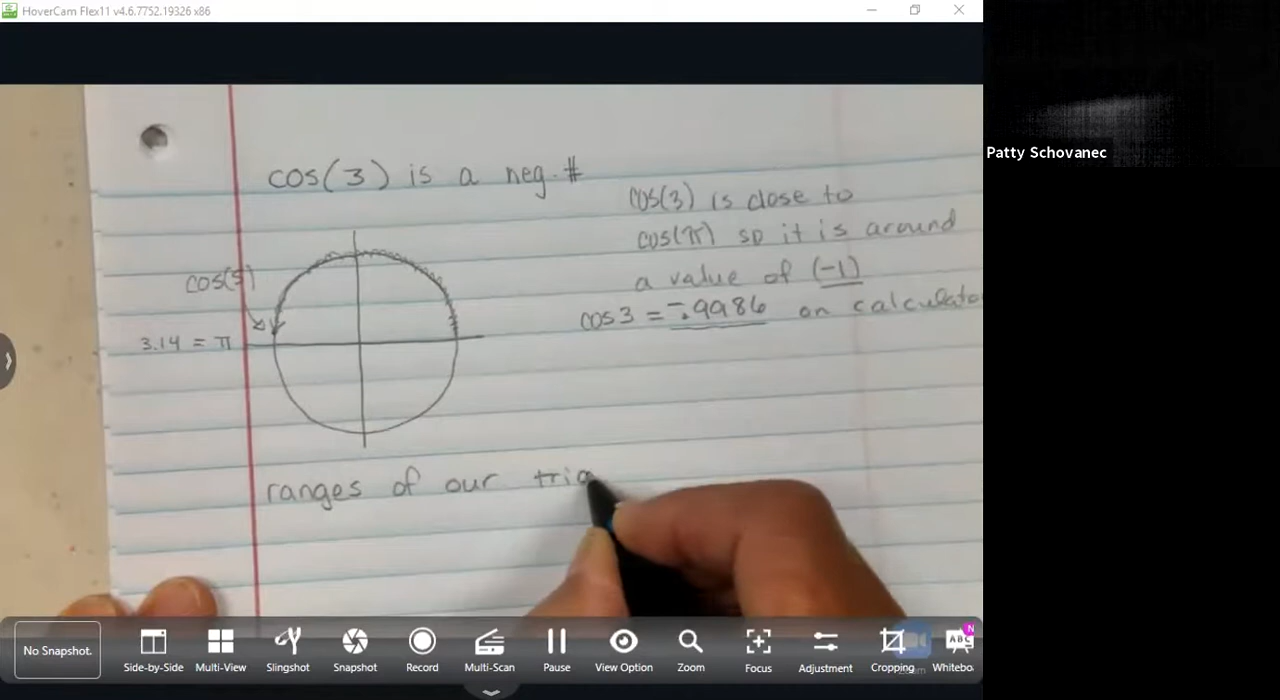 HoverCam Flex11 v4.6.7752.19326 x86
Patty Schovanec
cos(3) is a neg. #
cos(3) is close to
cos(π) so it is around
a value of (-1)
cos 3 = -.9986 on calculato
3.14 = π
ranges of our trig
No Snapshot.
Side-by-Side
Multi-View
Slingshot
Snapshot
Record
Multi-Scan
Pause
View Option
Zoom
Focus
Adjustment
Cropping
Whitebo
ABC
N